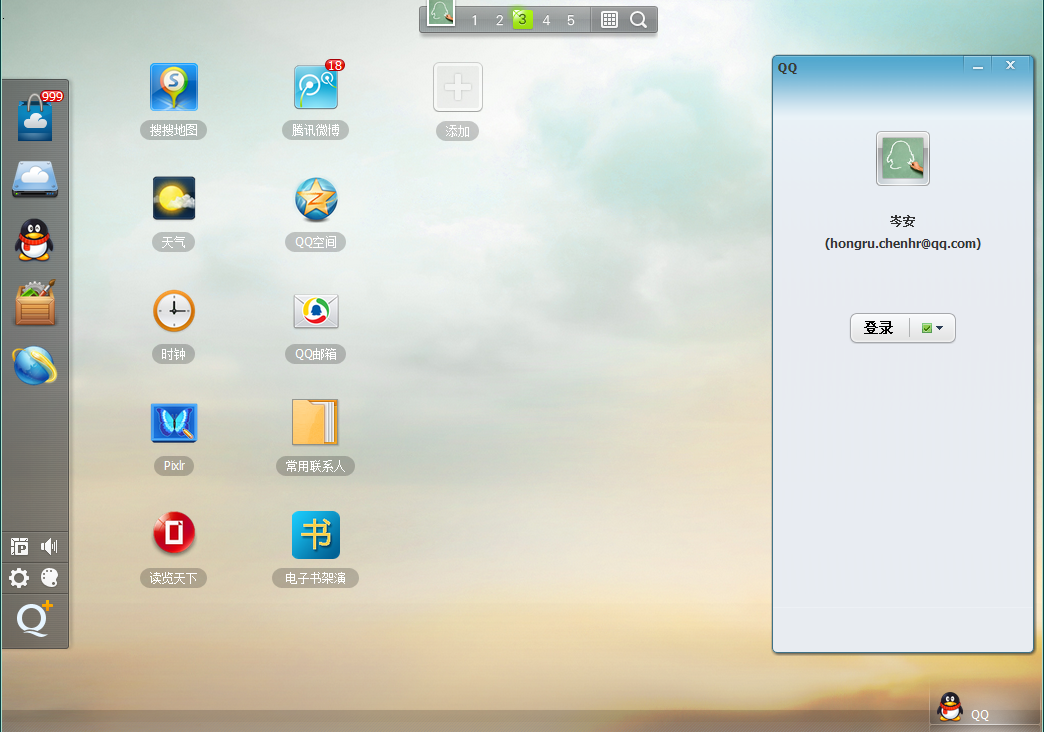 1 2 3 4 5
999
搜搜地图
18
腾讯微博
添加
天气
QQ空间
时钟
QQ邮箱
Pixlr
常用联系人
读览天下
书
电子书架演
QQ
岑安
(hongru.chenhr@qq.com)
登录
QQ